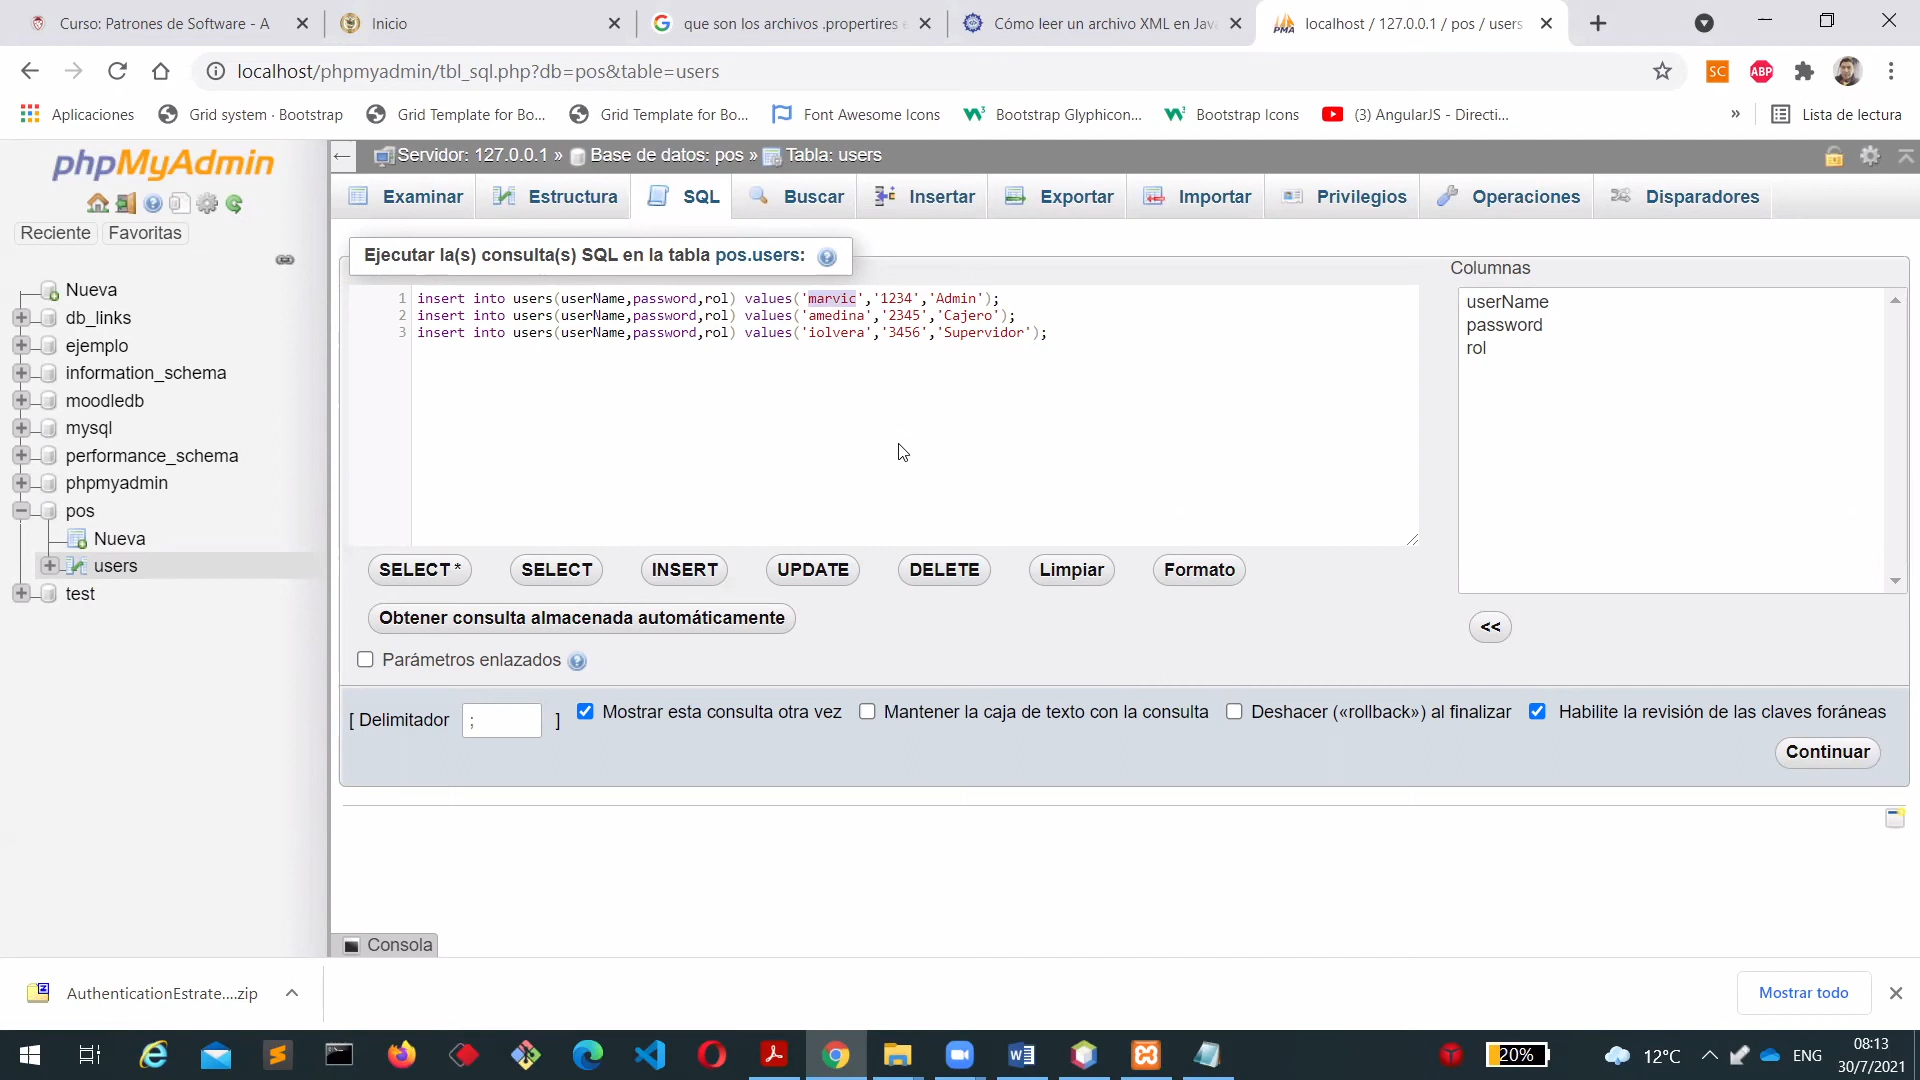 Curso: Patrones de Software - A
Inicio
que son los archivos .propertires e
Cómo leer un archivo XML en Java
localhost / 127.0.0.1 / pos / users
localhost/phpmyadmin/tbl_sql.php?db=pos&table=users
SC
ABP
Aplicaciones
Grid system · Bootstrap
Grid Template for Bo...
Grid Template for Bo...
Font Awesome Icons
Bootstrap Glyphicon...
Bootstrap Icons
(3) AngularJS - Directi...
»
Lista de lectura
phpMyAdmin
Reciente
Favoritas
Nueva
db_links
ejemplo
information_schema
moodledb
mysql
performance_schema
phpmyadmin
pos
Nueva
users
test
Servidor: 127.0.0.1 » Base de datos: pos » Tabla: users
Examinar
Estructura
SQL
Buscar
Insertar
Exportar
Importar
Privilegios
Operaciones
Disparadores
Ejecutar la(s) consulta(s) SQL en la tabla pos.users:
1 insert into users(userName,password,rol) values('marvic','1234','Admin');
2 insert into users(userName,password,rol) values('amedina','2345','Cajero');
3 insert into users(userName,password,rol) values('iolvera','3456','Supervidor');
Columnas
userName
password
rol
SELECT *
SELECT
INSERT
UPDATE
DELETE
Limpiar
Formato
Obtener consulta almacenada automáticamente
<<
Parámetros enlazados
[ Delimitador ; ]
Mostrar esta consulta otra vez
Mantener la caja de texto con la consulta
Deshacer («rollback») al finalizar
Habilite la revisión de las claves foráneas
Continuar
Consola
AuthenticationEstrate....zip
Mostrar todo
20%
12°C
ENG
08:13
30/7/2021